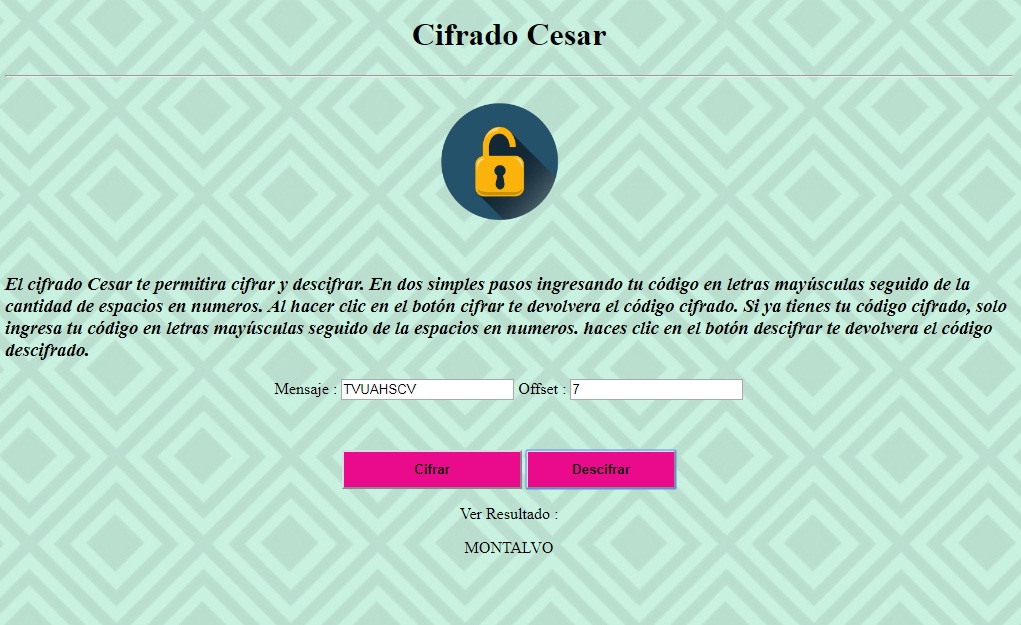 Cifrado Cesar
El cifrado Cesar te permitira cifrar y descifrar. En dos simples pasos ingresando tu código en letras mayúsculas seguido de la
cantidad de espacios en numeros. Al hacer clic en el botón cifrar te devolvera el código cifrado. Si ya tienes tu código cifrado, solo
ingresa tu código en letras mayúsculas seguido de la espacios en numeros. haces clic en el botón descifrar te devolvera el código
descifrado.
Mensaje : TVUAHSCV Offset : 7
Cifrar Descifrar
Ver Resultado :
MONTALVO